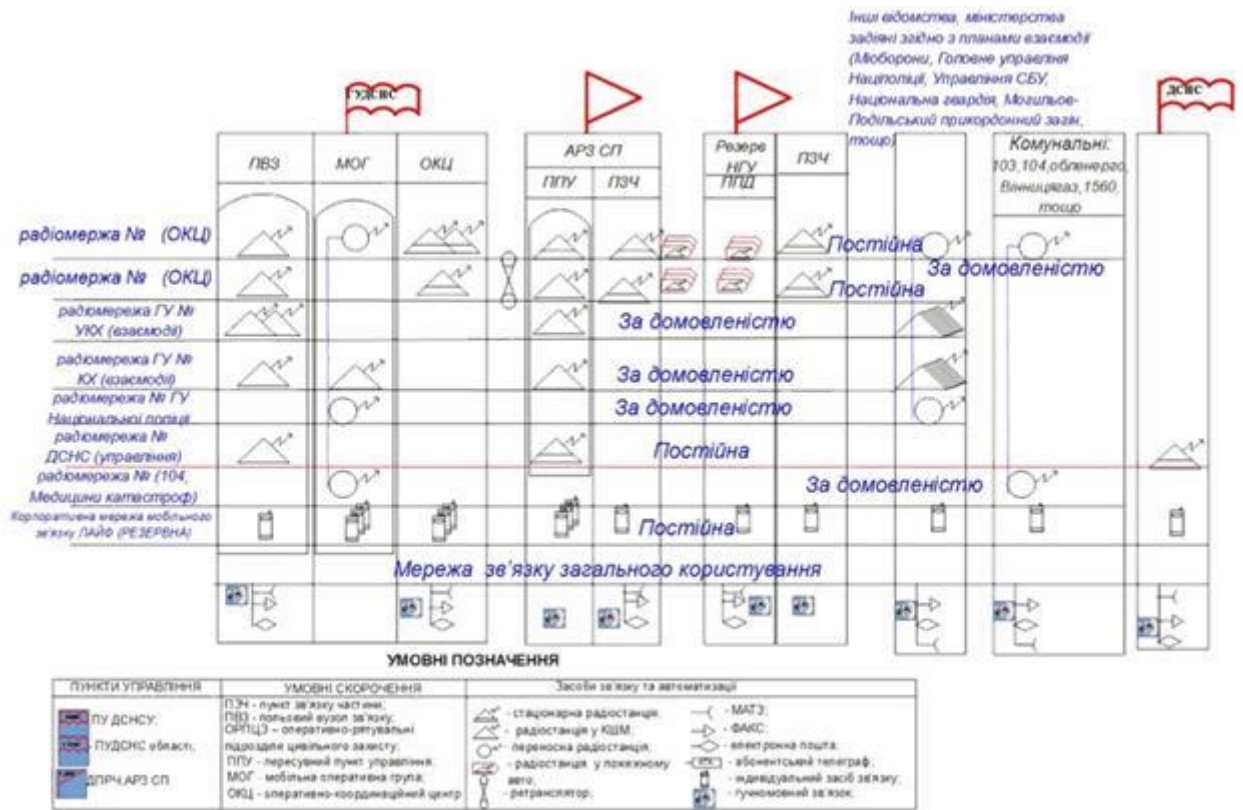 Інші відомства, міністерства
задіяні згідно з планами взаємодії
(Міоборони, Головне управління
Нацполіції, Управління СБУ,
Національна гвардія, Могильов-
Подільський прикордонний загін,
тощо)
ГУДСНС
ДСНС
ПВЗ
МОГ
ОКЦ
АРЗ СП
ППУ
ПЗЧ
Резерв
НГУ
ППД
ПЗЧ
Комунальні:
103,104,обленерго,
Вінницягаз,1560,
тощо
радіомержа № (ОКЦ)
Постійна
За домовленістю
радіомержа № (ОКЦ)
Постійна
радіомережа ГУ №
УКХ (взаємодії)
За домовленістю
радіомережа ГУ №
КХ (взаємодії)
За домовленістю
радіомережа № ГУ
Національної поліції
За домовленістю
радіомережа №
ДСНС (управління)
Постійна
радіомережа № (104,
Медицини катастроф)
За домовленістю
Корпоративна мережа мобільного
зв'язку ЛАЙФ (РЕЗЕРВНА)
Постійна
Мережа зв'язку загального користування
УМОВНІ ПОЗНАЧЕННЯ
ПУНКТИ УПРАВЛІННЯ
ПУ ДСНСУ;
- ПУДСНС області;
ДПРЧ,АРЗ СП
УМОВНІ СКОРОЧЕННЯ
ПЗЧ - пункт зв'язку частини;
ПВЗ - польовий вузол зв'язку;
ОРПЦЗ – оперативно-рятувальні
підрозділи цивільного захисту;
ППУ - пересувний пункт управління;
МОГ - мобільна оперативна група;
ОКЦ - оперативно-координаційний центр
Засоби зв'язку та автоматизації
- стаціонарна радіостанція;
- радіостанція у КШМ;
- переносна радіостанція;
- радіостанція у пожежному
авто;
- ретранслятор;
- МАТЗ;
- ФАКС;
- електронна пошта;
- абонентський телеграф;
- індивідуальний засіб зв'язку;
- гучномовний зв'язок